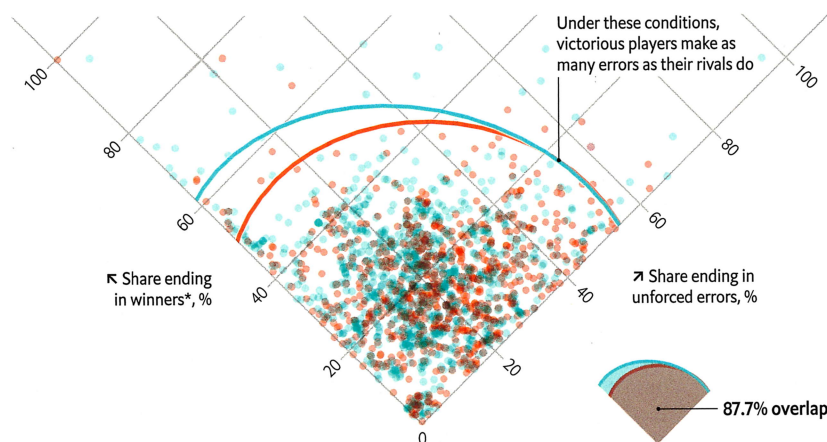 Under these conditions,
victorious players make as
many errors as their rivals do
100
100
80
80
60
60
↖ Share ending
in winners*, %
↗ Share ending in
unforced errors, %
40
40
20
20
0
87.7% overlap